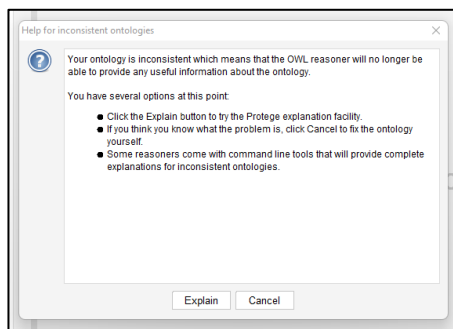 Help for inconsistent ontologies
Your ontology is inconsistent which means that the OWL reasoner will no longer be
able to provide any useful information about the ontology.
You have several options at this point:
● Click the Explain button to try the Protege explanation facility.
● If you think you know what the problem is, click Cancel to fix the ontology
yourself.
● Some reasoners come with command line tools that will provide complete
explanations for inconsistent ontologies.
Explain Cancel